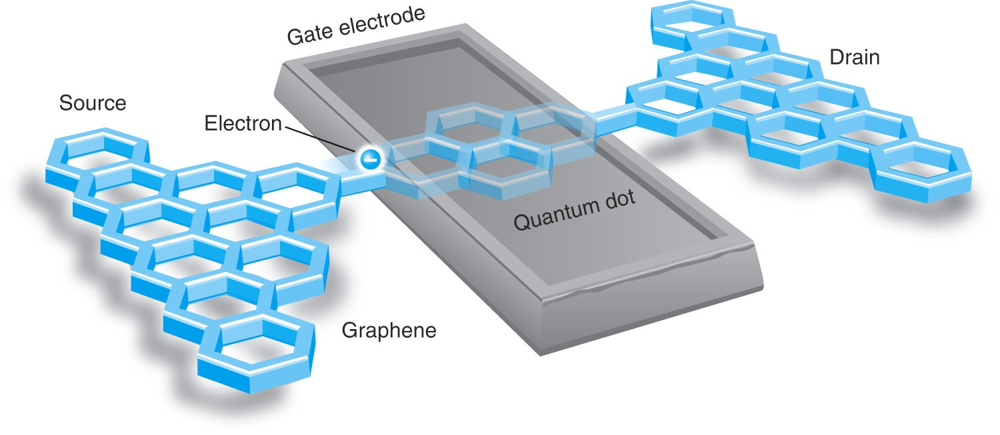 Gate electrode
Drain
Source
Electron
Quantum dot
Graphene